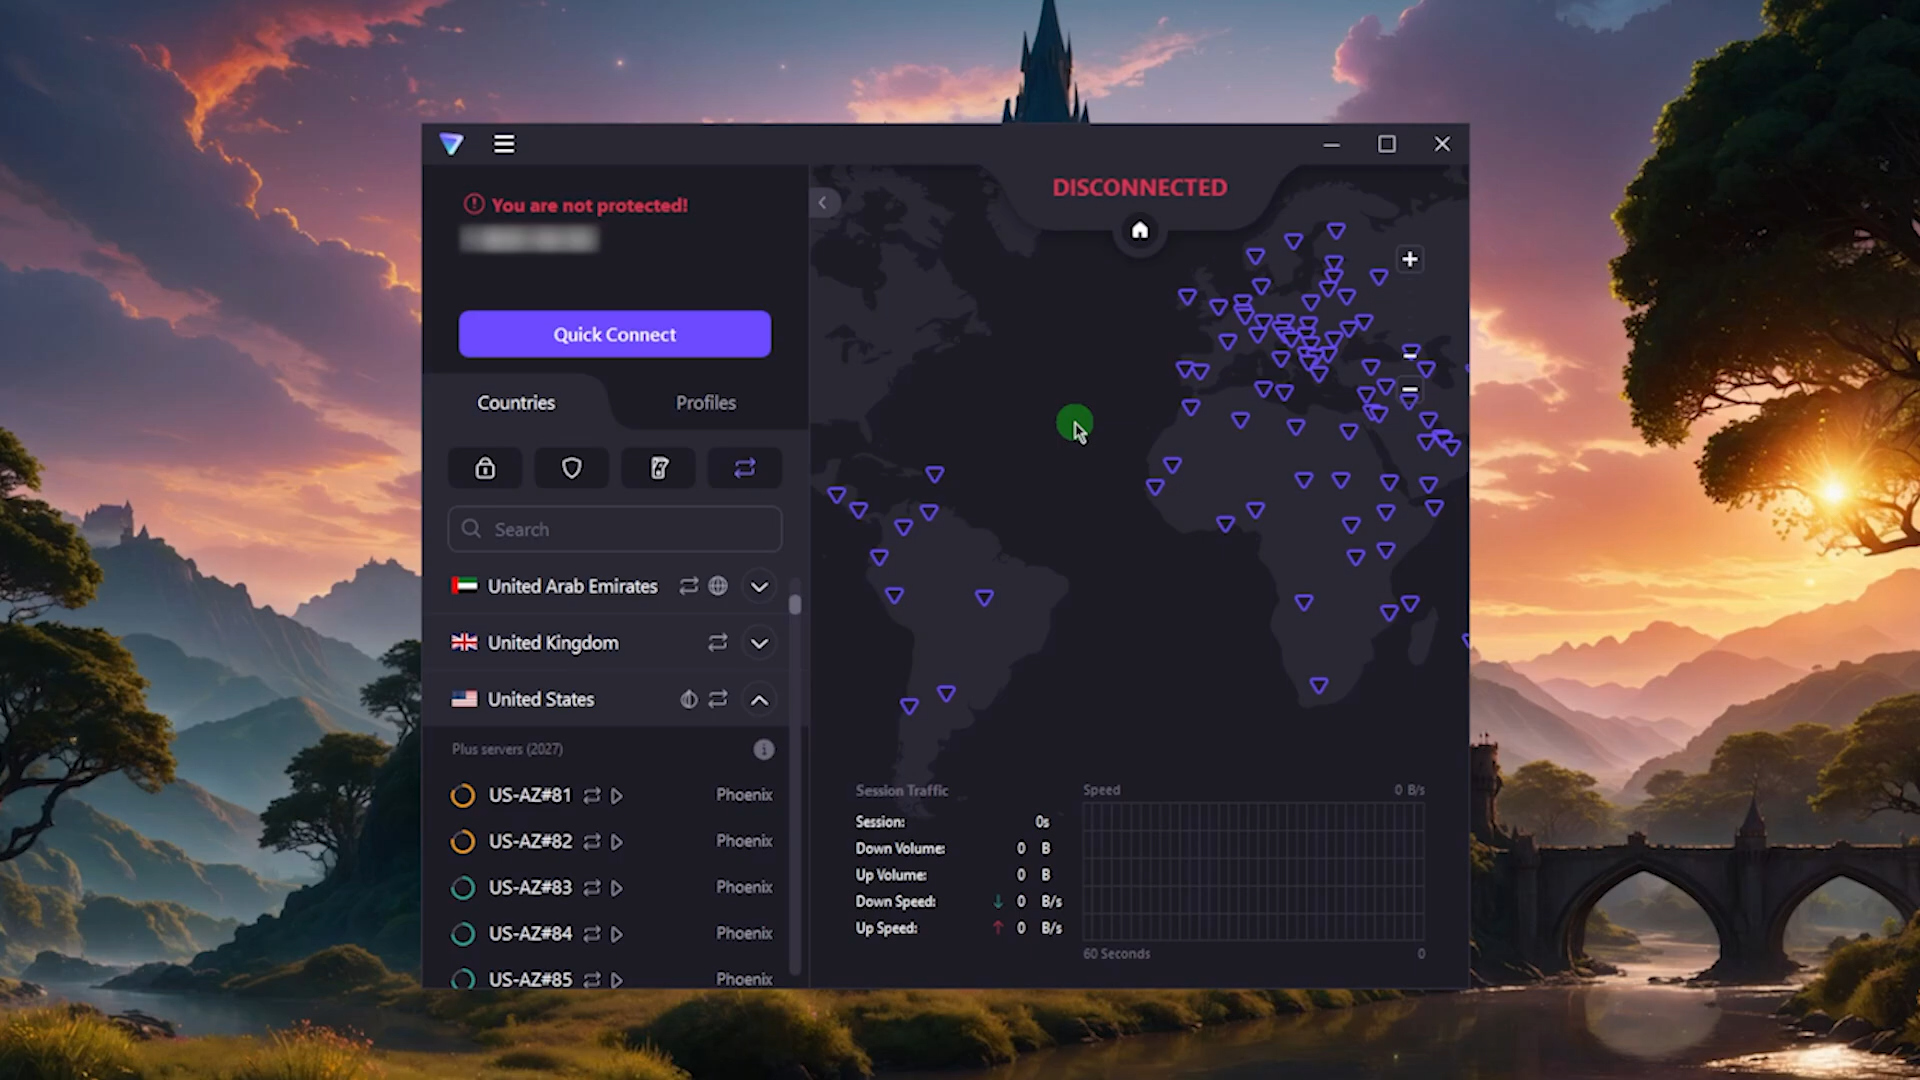 DISCONNECTED
You are not protected!
Quick Connect
Countries
Profiles
Search
United Arab Emirates
United Kingdom
United States
Plus servers (2027)
US-AZ#81 Phoenix
US-AZ#82 Phoenix
US-AZ#83 Phoenix
US-AZ#84 Phoenix
US-AZ#85 Phoenix
Session Traffic
Session: 0s
Down Volume: 0 B
Up Volume: 0 B
Down Speed: 0 B/s
Up Speed: 0 B/s
Speed 0 B/s
60 Seconds 0